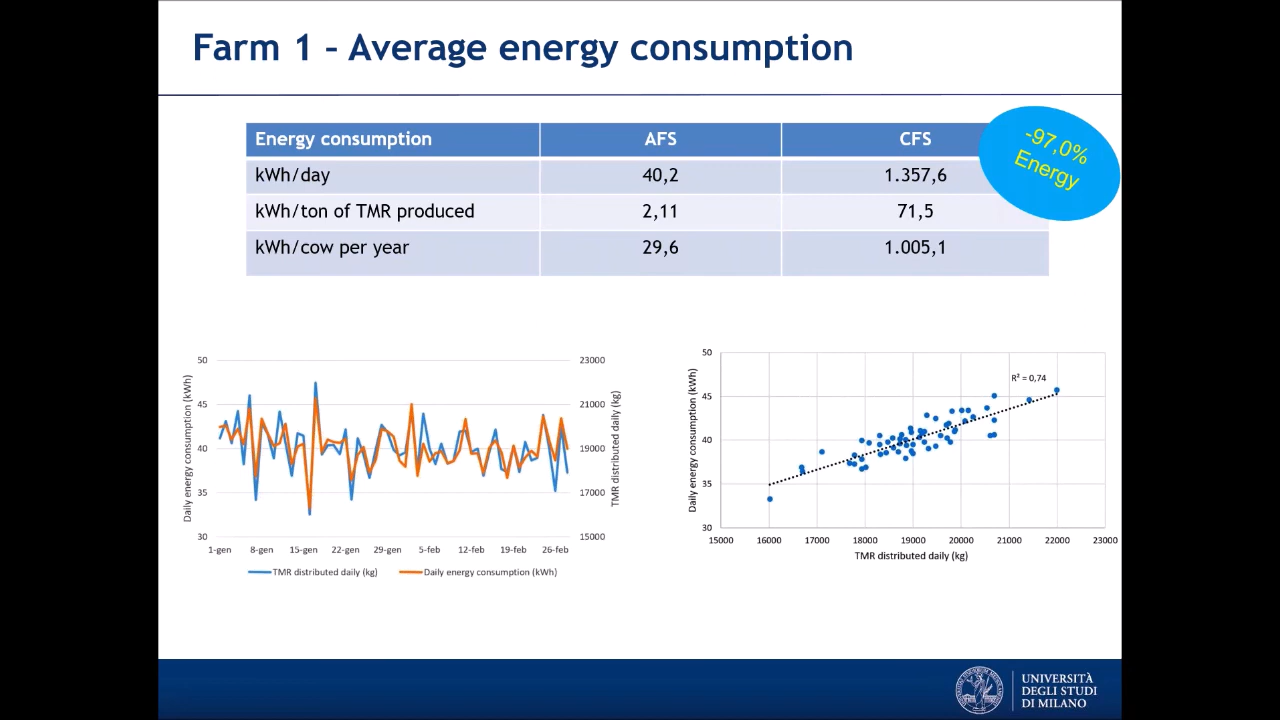 Farm 1 – Average energy consumption
Energy consumption AFS CFS
-97,0%
Energy
kWh/day 40,2 1.357,6
kWh/ton of TMR produced 2,11 71,5
kWh/cow per year 29,6 1.005,1
Daily energy consumption (kWh)
50
45
40
35
30
23000
21000
19000
17000
15000
TMR distributed daily (kg)
1-gen 8-gen 15-gen 22-gen 29-gen 5-feb 12-feb 19-feb 26-feb
TMR distributed daily (kg) Daily energy consumption (kWh)
Daily energy consumption (kWh)
50
45
40
35
30
R² = 0,74
15000 16000 17000 18000 19000 20000 21000 22000 23000
TMR distributed daily (kg)
UNIVERSITÀ
DEGLI STUDI
DI MILANO